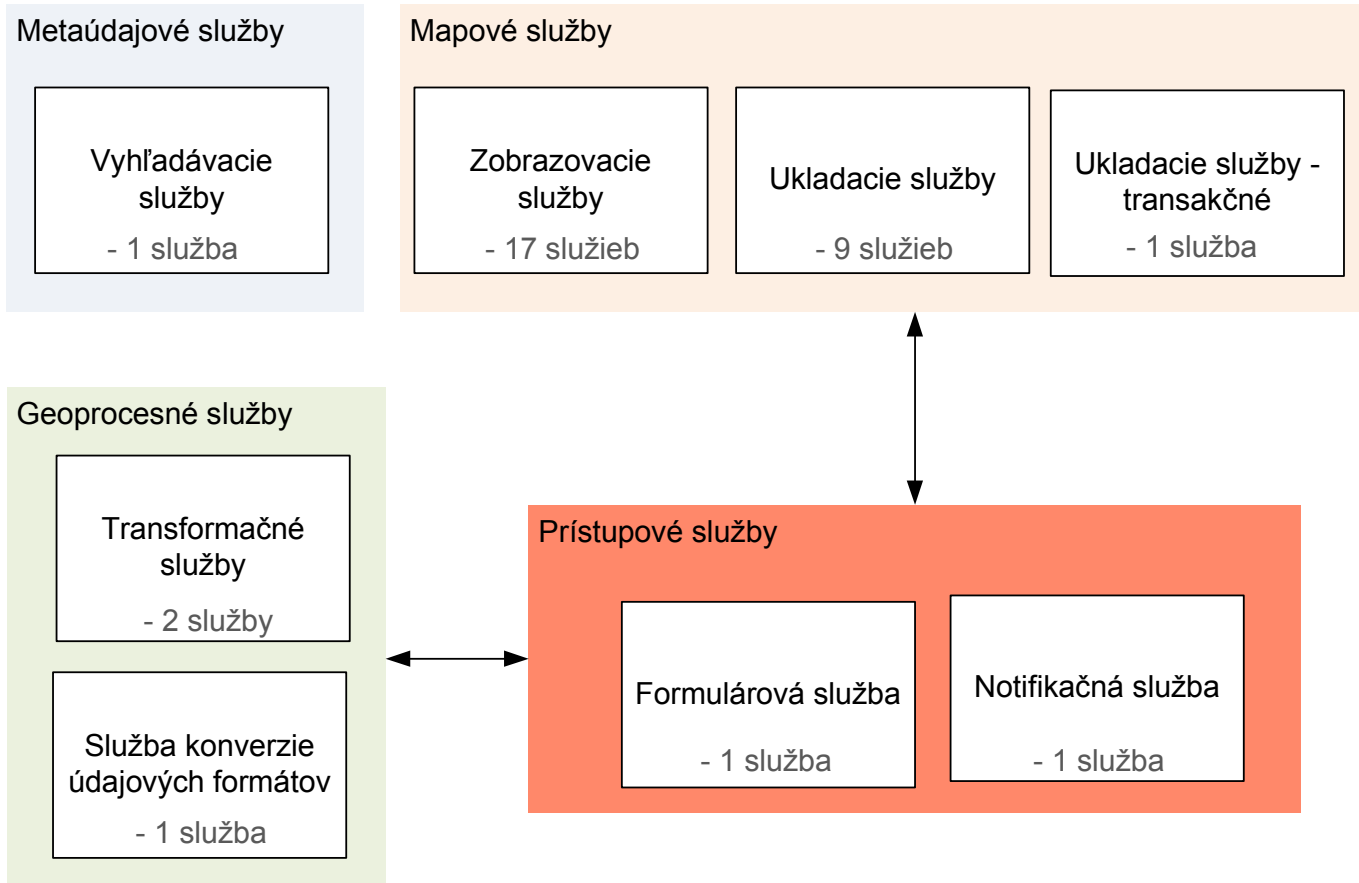 Metaúdajové služby
Vyhľadávacie
služby
- 1 služba
Mapové služby
Zobrazovacie
služby
- 17 služieb
Ukladacie služby
- 9 služieb
Ukladacie služby -
transakčné
- 1 služba
Geoprocesné služby
Transformačné
služby
- 2 služby
Služba konverzie
údajových formátov
- 1 služba
Prístupové služby
Formulárová služba
- 1 služba
Notifikačná služba
- 1 služba